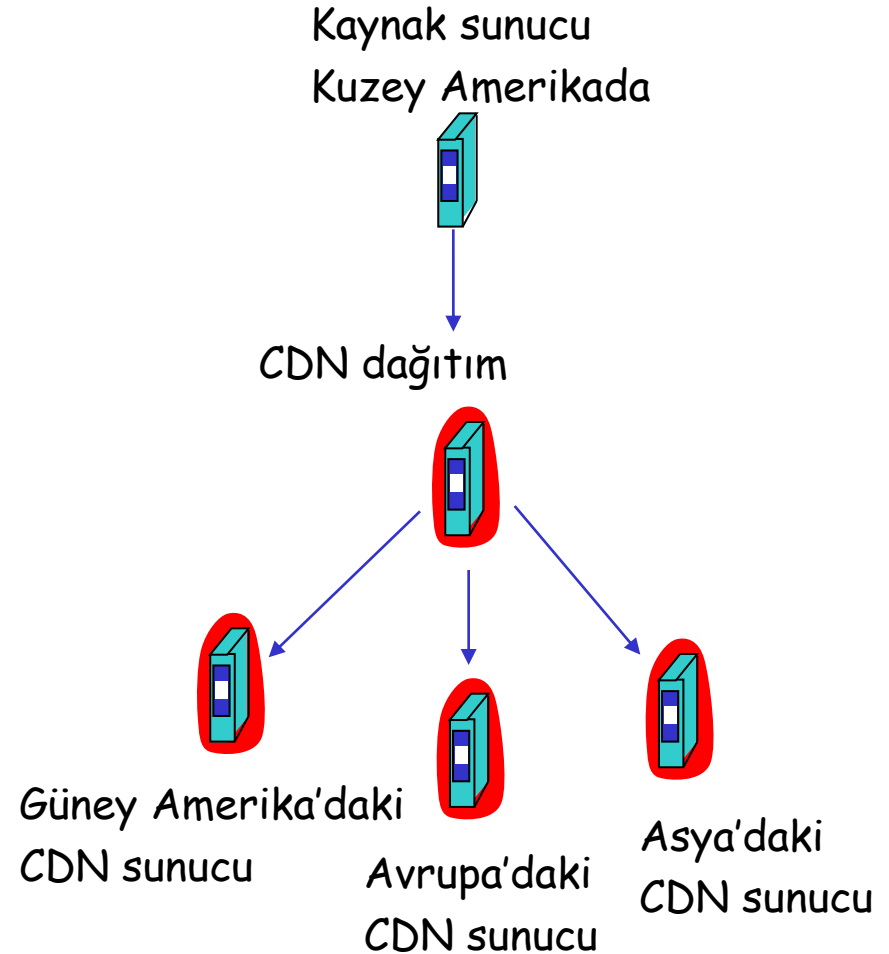 Kaynak sunucu
Kuzey Amerikada
CDN dağıtım
Güney Amerika’daki
CDN sunucu
Avrupa’daki
CDN sunucu
Asya’daki
CDN sunucu